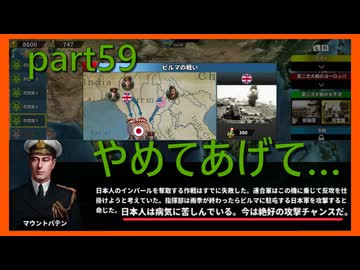 8600
747
Lv19
LR
part59
ビルマの戦い
第二次大戦のヨーロッパ
第二次大戦の太平洋
300
やめてあげて…
マウントバテン
日本人のインパールを奪取する作戦はすでに失敗した。連合軍はこの機に乗じて反攻を仕
掛けようと考えていた。指揮部は雨季が終わったらビルマに駐屯する日本軍を攻撃すると
命じた。日本人は病気に苦しんでいる。今は絶好の攻撃チャンスだ。